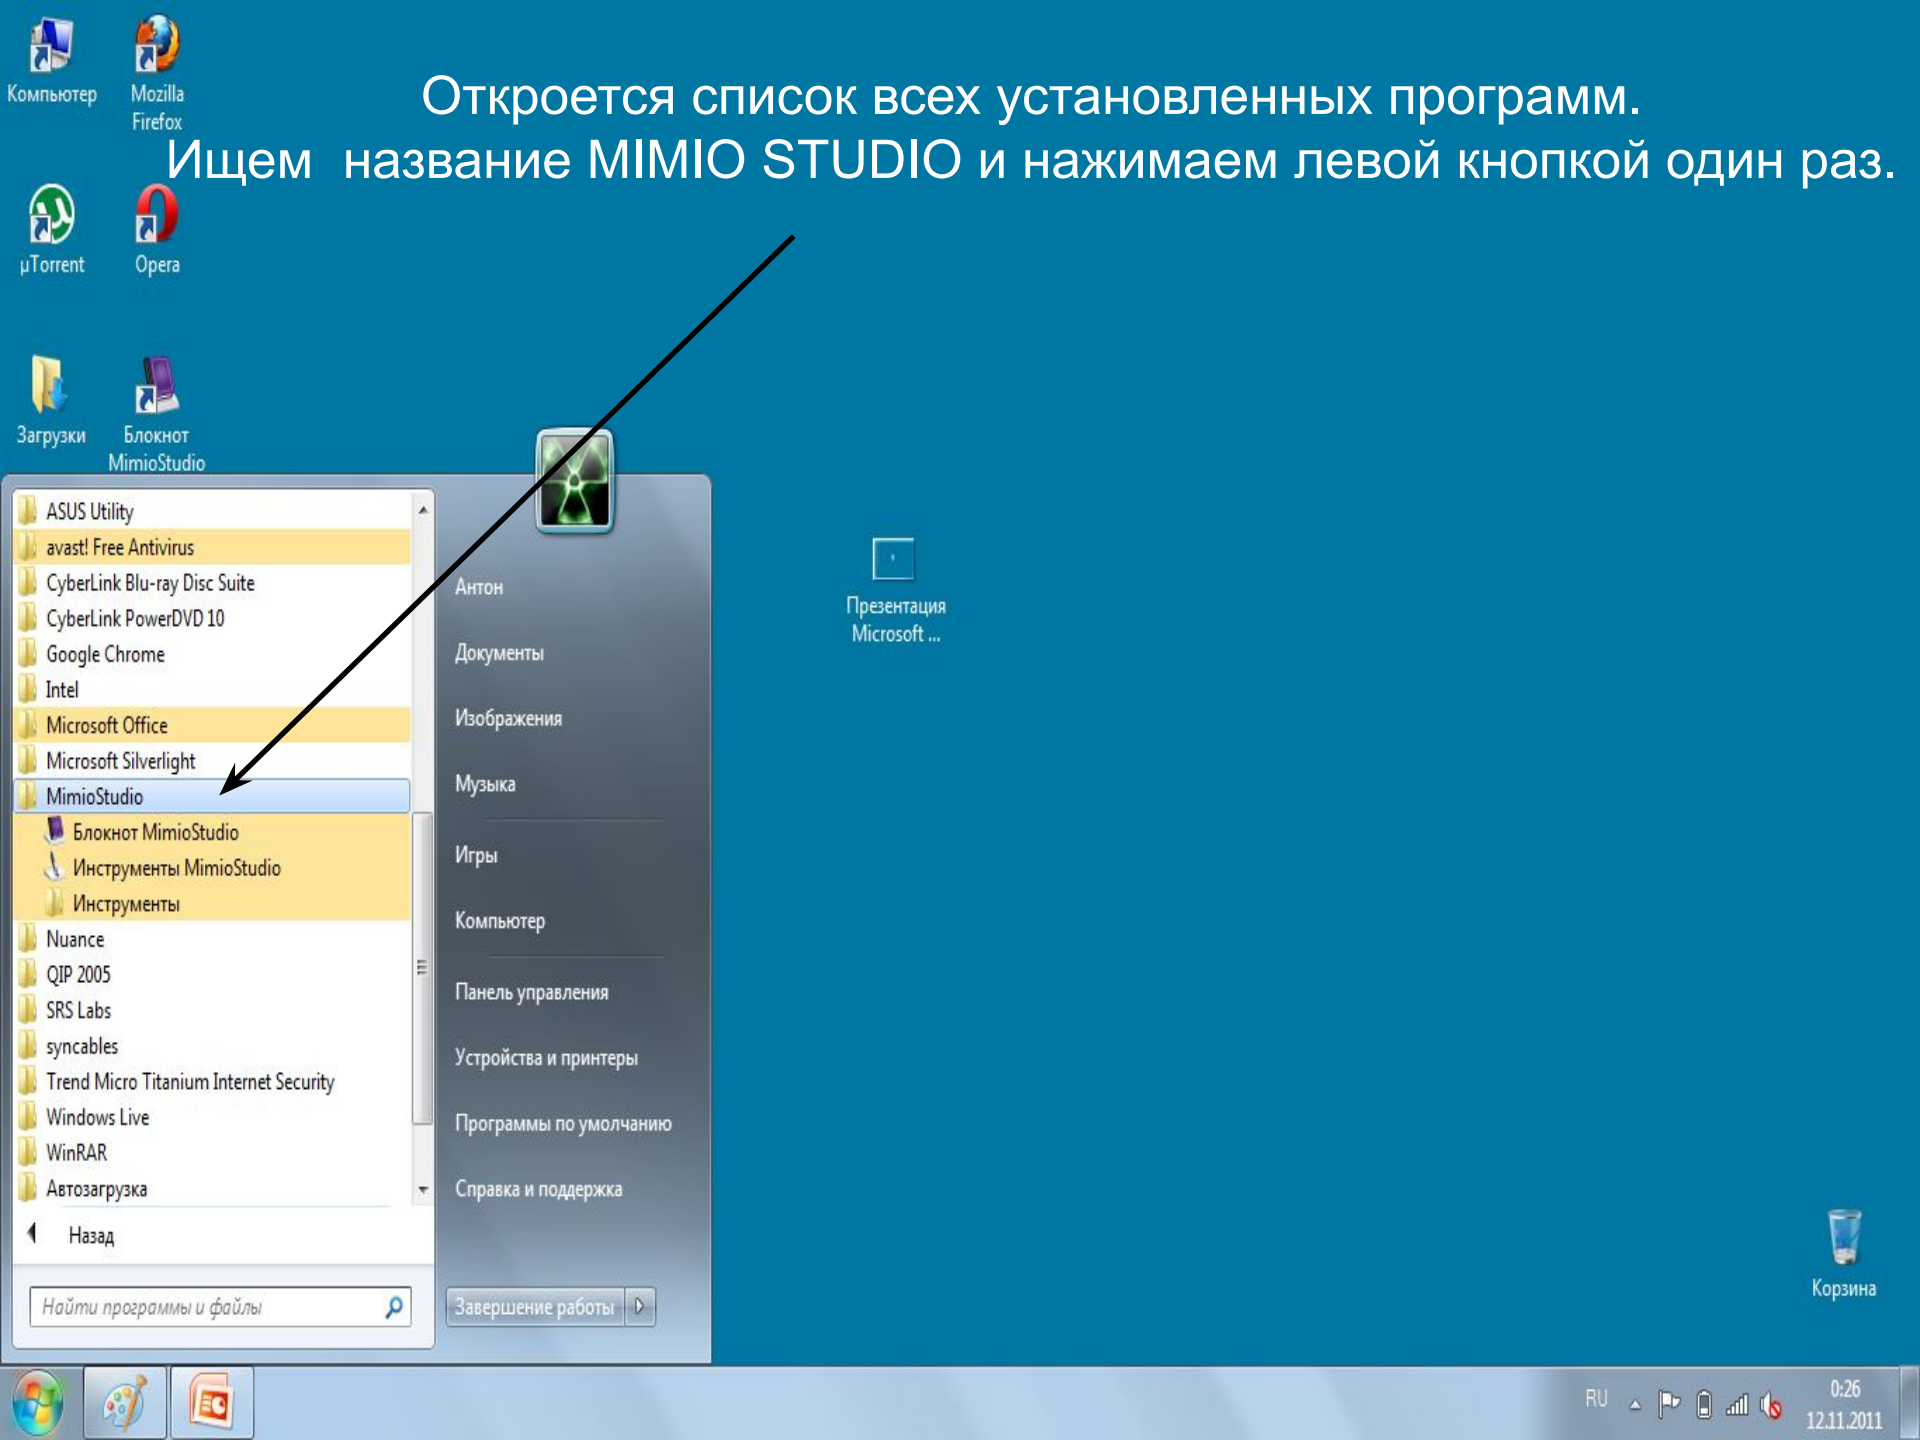 Откроется список всех установленных программ.
Ищем название MIMIO STUDIO и нажимаем левой кнопкой один раз.
Компьютер
Mozilla
Firefox
µTorrent
Opera
Загрузки
Блокнот
MimioStudio
ASUS Utility
avast! Free Antivirus
CyberLink Blu-ray Disc Suite
CyberLink PowerDVD 10
Google Chrome
Intel
Microsoft Office
Microsoft Silverlight
MimioStudio
Блокнот MimioStudio
Инструменты MimioStudio
Инструменты
Nuance
QIP 2005
SRS Labs
syncables
Trend Micro Titanium Internet Security
Windows Live
WinRAR
Автозагрузка
Назад
Найти программы и файлы
Антон
Документы
Изображения
Музыка
Игры
Компьютер
Панель управления
Устройства и принтеры
Программы по умолчанию
Справка и поддержка
Завершение работы
Презентация
Microsoft ...
Корзина
RU
0:26
12.11.2011